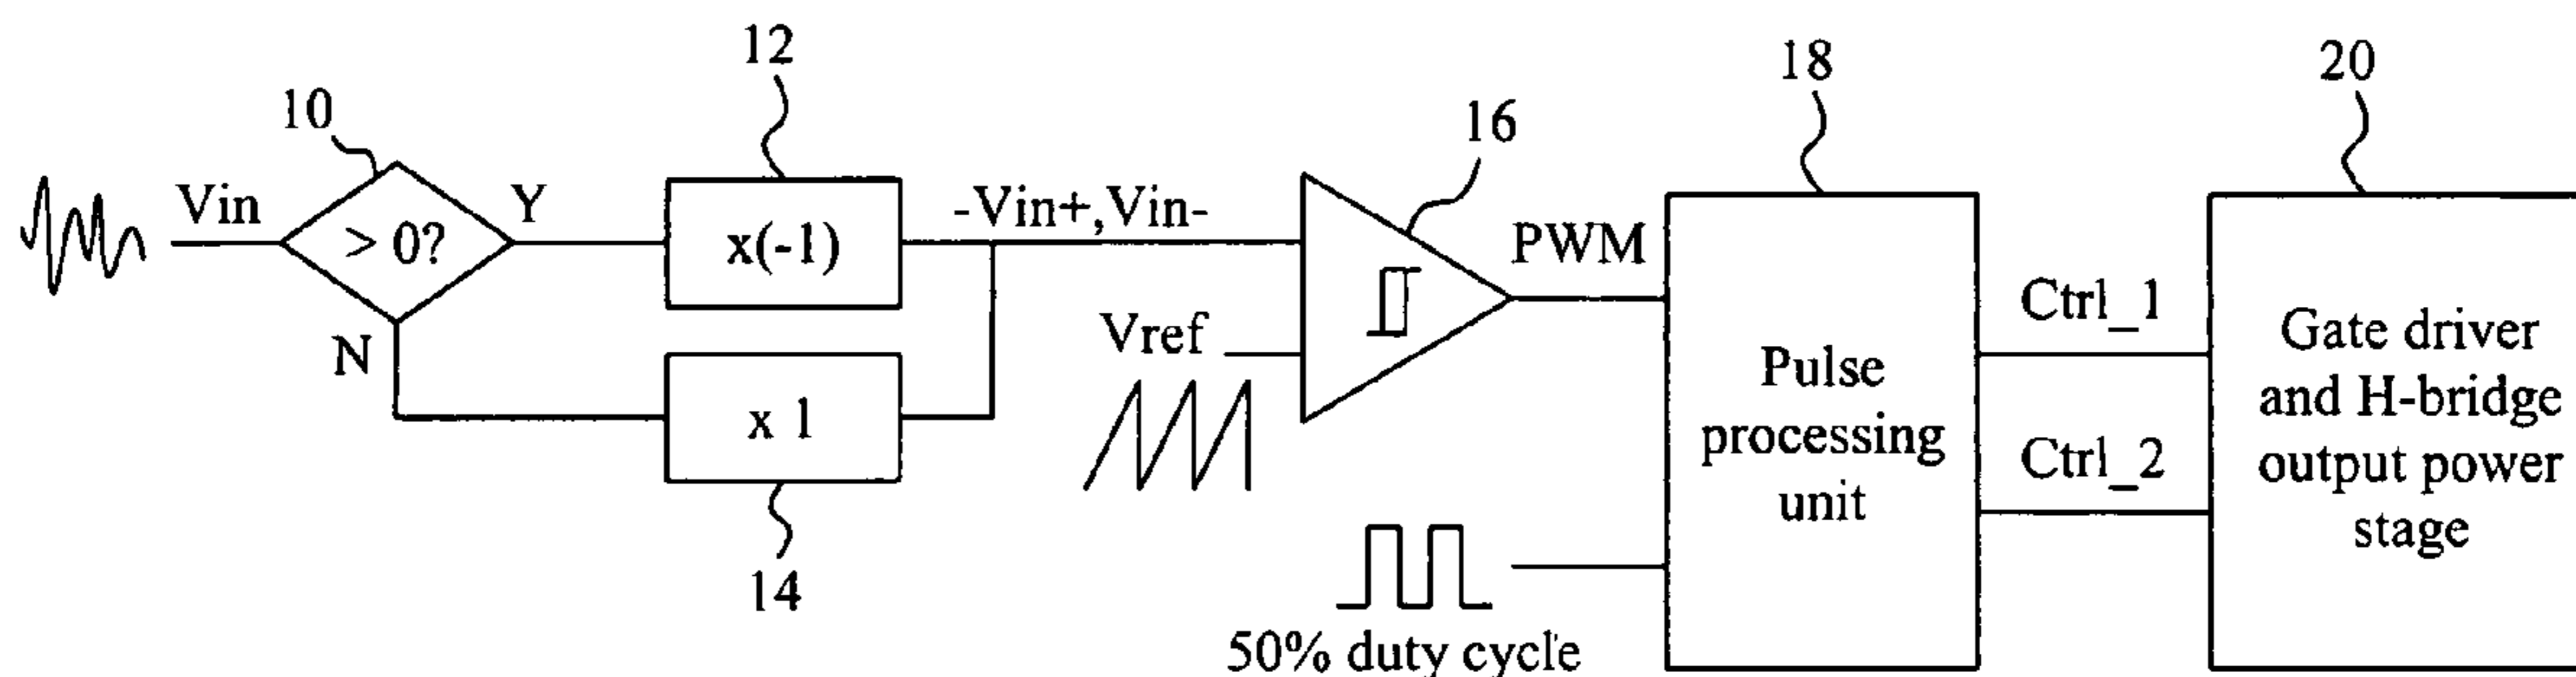 12
18
20
10
16
Vin
> 0?
Y
x(-1)
-Vin+,Vin-
PWM
N
Vref
Ctrl_1
Gate driver
and H-bridge
output power
stage
Pulse
processing
unit
x 1
Ctrl_2
14
50% duty cycle